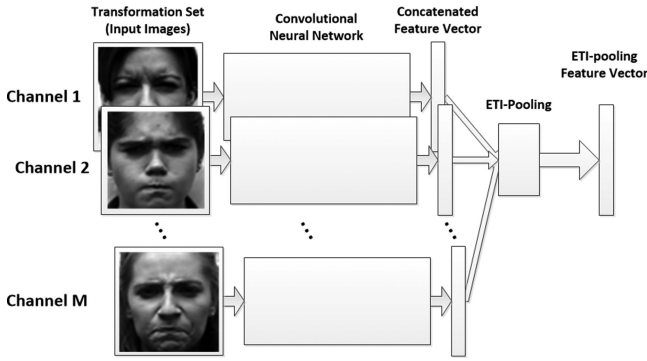 Transformation Set
(Input Images)
Convolutional
Neural Network
Concatenated
Feature Vector
ETI-pooling
Feature Vector
Channel 1
ETI-Pooling
Channel 2
Channel M